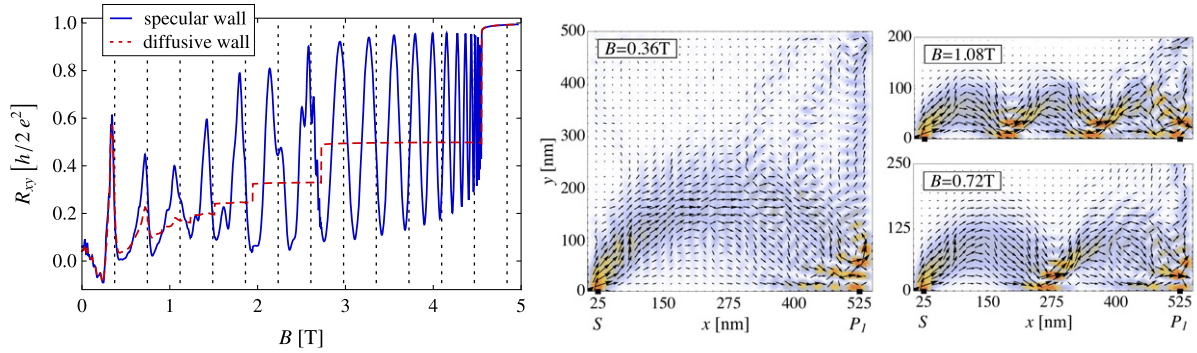 specular wall
diffusive wall
R_xy [h/2 e²]
1.0
0.8
0.6
0.4
0.2
0.0
0
1
2
3
4
5
B [T]
B=0.36T
y [nm]
500
400
300
200
100
0
25
150
275
400
525
S
x [nm]
P_1
B=1.08T
200
100
0
B=0.72T
250
125
0
25
150
275
400
525
S
x [nm]
P_1